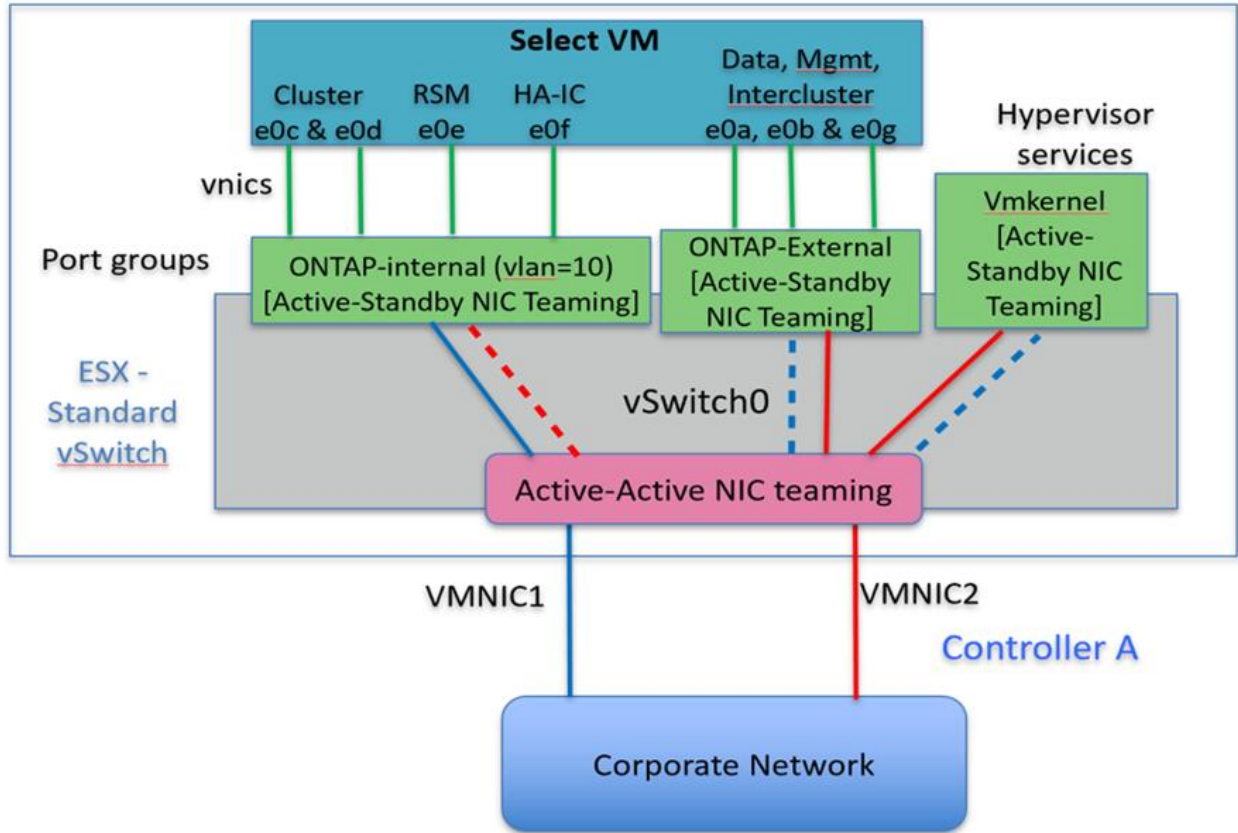 Select VM
Cluster
e0c & e0d
RSM
e0e
HA-IC
e0f
Data, Mgmt,
Intercluster
e0a, e0b & e0g
Hypervisor
services
vnics
Port groups
ONTAP-internal (vlan=10)
[Active-Standby NIC Teaming]
ONTAP-External
[Active-Standby
NIC Teaming]
Vmkernel
[Active-
Standby NIC
Teaming]
ESX -
Standard
vSwitch
vSwitch0
Active-Active NIC teaming
VMNIC1
VMNIC2
Controller A
Corporate Network